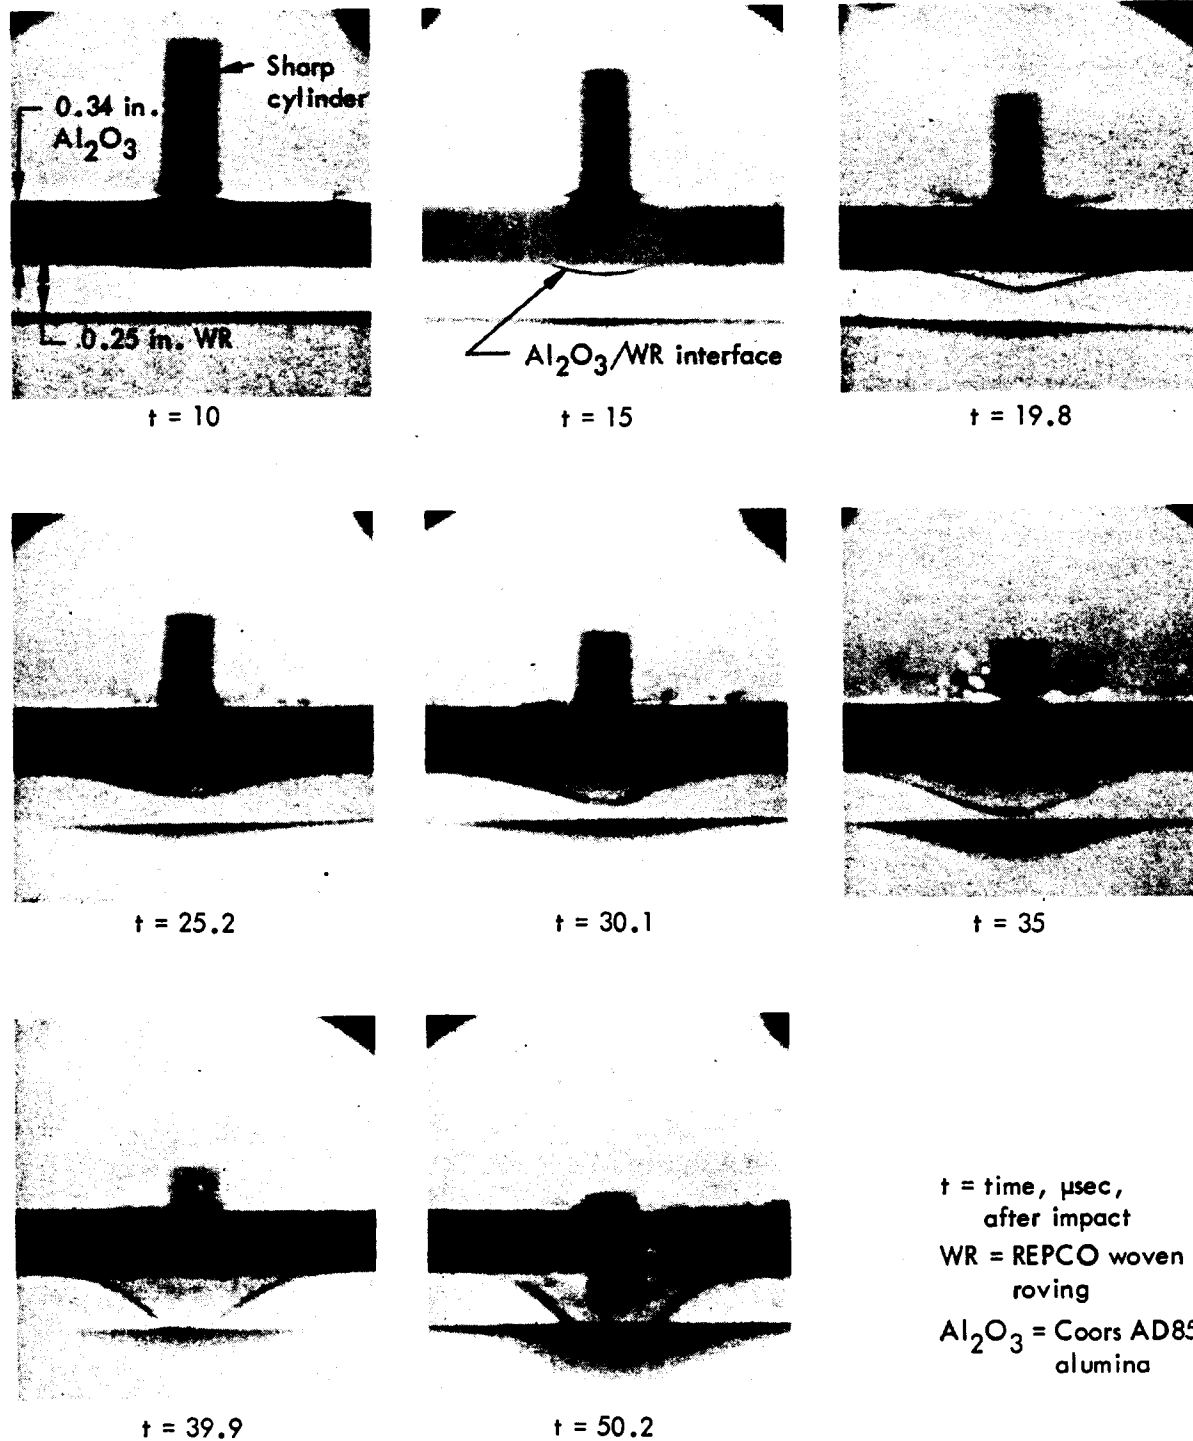 Sharp
cylinder
0.34 in.
Al₂O₃
0.25 in. WR
t = 10
Al₂O₃/WR interface
t = 15
t = 19.8
t = 25.2
t = 30.1
t = 35
t = 39.9
t = 50.2
t = time, μsec,
after impact
WR = REPCO woven
roving
Al₂O₃ = Coors AD85
alumina